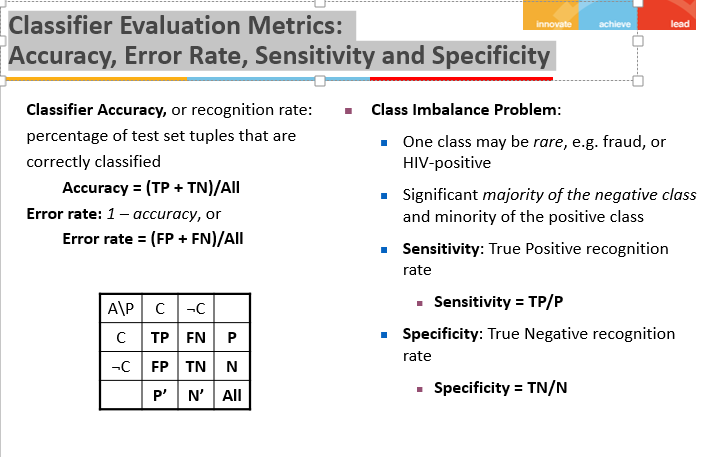 Classifier Evaluation Metrics:
Accuracy, Error Rate, Sensitivity and Specificity
innovate achieve lead
Classifier Accuracy, or recognition rate:
percentage of test set tuples that are
correctly classified
Accuracy = (TP + TN)/All
Error rate: 1 – accuracy, or
Error rate = (FP + FN)/All
A\P C ¬C
C TP FN P
¬C FP TN N
P’ N’ All
Class Imbalance Problem:
One class may be rare, e.g. fraud, or
HIV-positive
Significant majority of the negative class
and minority of the positive class
Sensitivity: True Positive recognition
rate
Sensitivity = TP/P
Specificity: True Negative recognition
rate
Specificity = TN/N